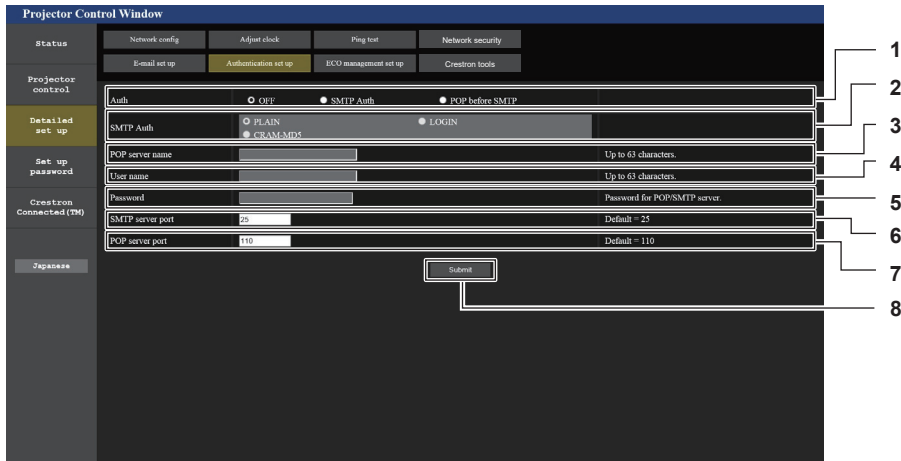 Projector Control Window
Status
Network config
Adjust clock
Ping test
Network security
E-mail set up
Authentication set up
ECO management set up
Crestron tools
Projector
control
Detailed
set up
Set up
password
Crestron
Connected(TM)
Japanese
Auth
OFF
SMTP Auth
POP before SMTP
SMTP Auth
PLAIN
LOGIN
CRAM-MD5
POP server name
Up to 63 characters.
User name
Up to 63 characters.
Password
Password for POP/SMTP server.
SMTP server port
25
Default = 25
POP server port
110
Default = 110
Submit
1
2
3
4
5
6
7
8